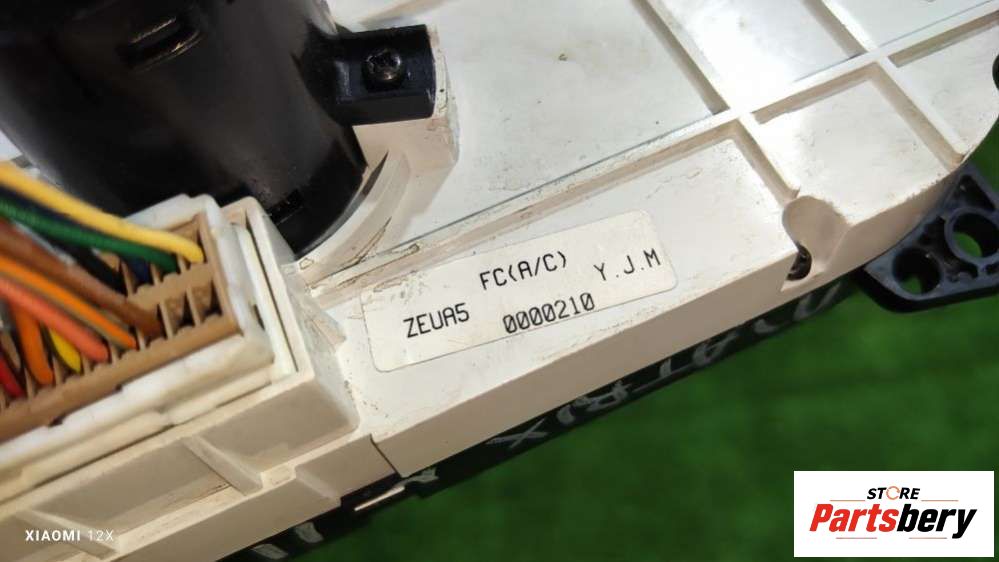 FC(A/C) Y.J.M
ZEUA5 0000210
XIAOMI 12X
STORE
Partsbery